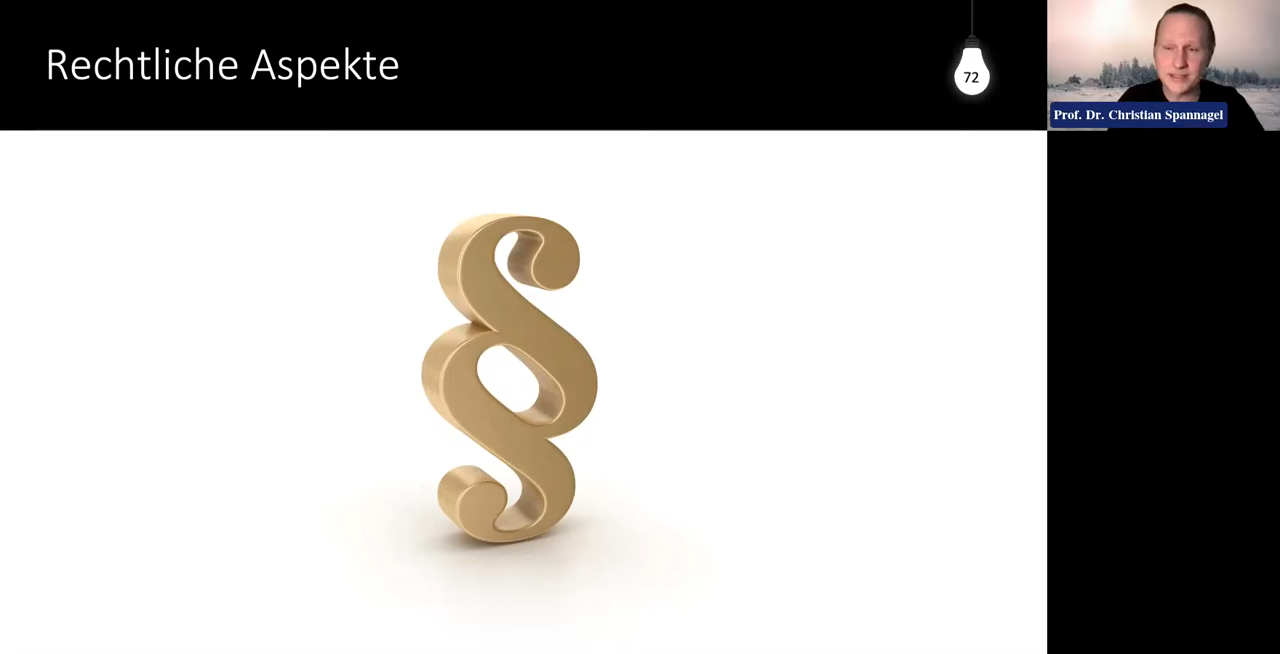 Rechtliche Aspekte
72
Prof. Dr. Christian Spannagel
§